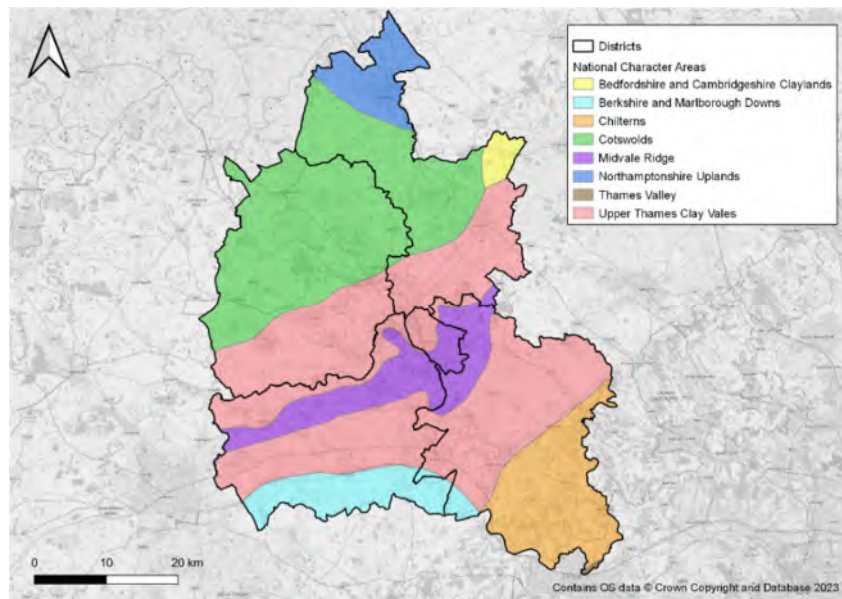 Districts
National Character Areas
Bedfordshire and Cambridgeshire Claylands
Berkshire and Marlborough Downs
Chilterns
Cotswolds
Midvale Ridge
Northamptonshire Uplands
Thames Valley
Upper Thames Clay Vales
0 10 20 km
Contains OS data © Crown Copyright and Database 2023